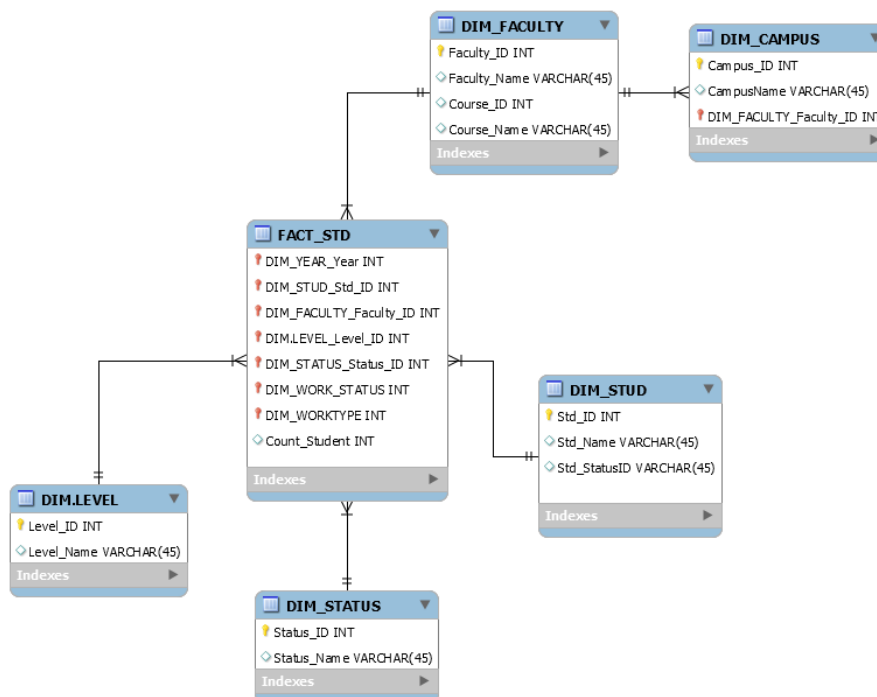 DIM_FACULTY
Faculty_ID INT
Faculty_Name VARCHAR(45)
Course_ID INT
Course_Name VARCHAR(45)
Indexes
DIM_CAMPUS
Campus_ID INT
CampusName VARCHAR(45)
DIM_FACULTY_Faculty_ID INT
Indexes
FACT_STD
DIM_YEAR_Year INT
DIM_STUD_Std_ID INT
DIM_FACULTY_Faculty_ID INT
DIM.LEVEL_Level_ID INT
DIM_STATUS_Status_ID INT
DIM_WORK_STATUS INT
DIM_WORKTYPE INT
Count_Student INT
Indexes
DIM_STUD
Std_ID INT
Std_Name VARCHAR(45)
Std_StatusID VARCHAR(45)
Indexes
DIM.LEVEL
Level_ID INT
Level_Name VARCHAR(45)
Indexes
DIM_STATUS
Status_ID INT
Status_Name VARCHAR(45)
Indexes